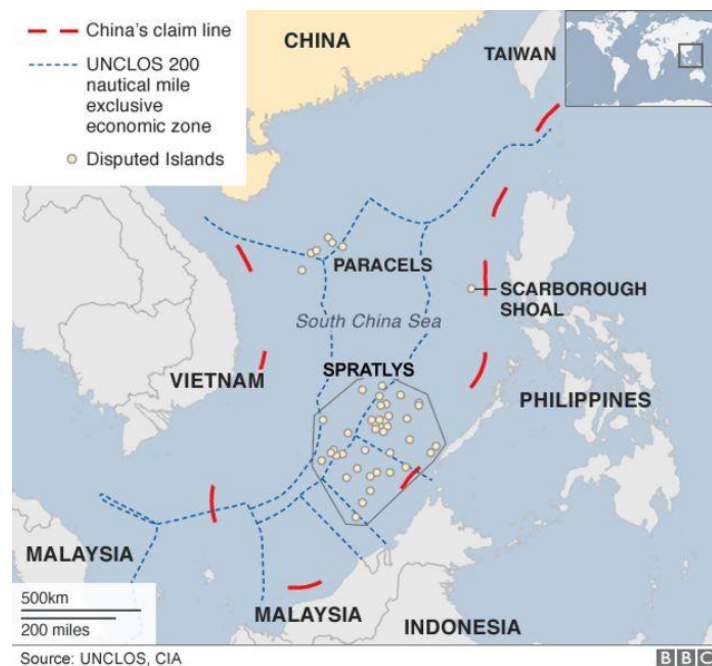 China's claim line
UNCLOS 200
nautical mile
exclusive
economic zone
Disputed Islands
CHINA
TAIWAN
PARACELS
SCARBOROUGH
SHOAL
South China Sea
SPRATLYS
VIETNAM
PHILIPPINES
MALAYSIA
500km
200 miles
MALAYSIA
INDONESIA
Source: UNCLOS, CIA
BBC